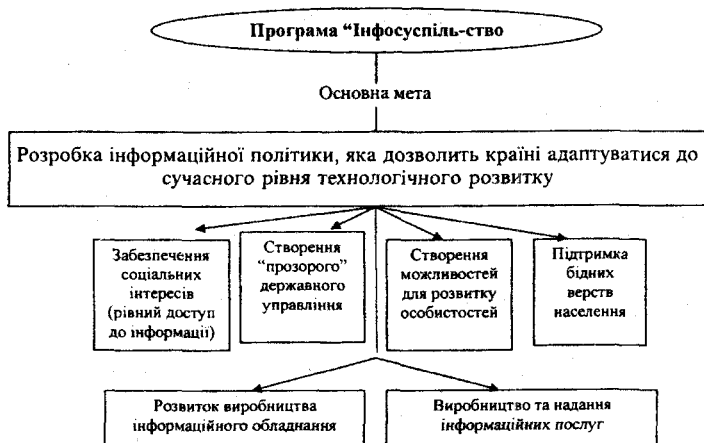 Програма “Інфосуспіль-ство
Основна мета
Розробка інформаційної політики, яка дозволить країні адаптуватися до
сучасного рівня технологічного розвитку
Забезпечення
соціальних
інтересів
(рівний доступ
до інформації)
Створення
“прозорого”
державного
управління
Створення
можливостей
для розвитку
особистостей
Підтримка
бідних
верств
населення
Розвиток виробництва
інформаційного обладнання
Виробництво та надання
інформаційних послуг